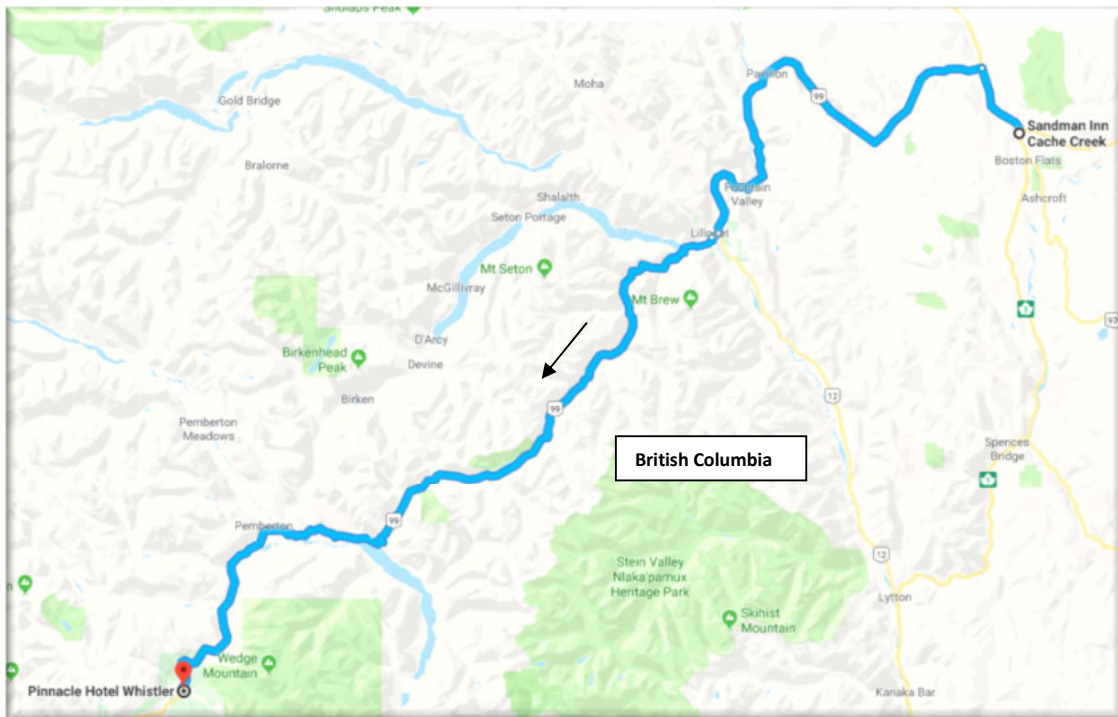 Shulaps Peak
Gold Bridge
Moha
Pavilion
99
Sandman Inn
Cache Creek
Boston Flats
Ashcroft
Bralorne
Shalalth
Seton Portage
Fountain
Valley
Lillooet
Mt Seton
McGillivray
Mt Brew
1
97
D'Arcy
Devine
Birkenhead
Peak
Birken
99
12
Pemberton
Meadows
British Columbia
Spences
Bridge
1
99
Pemberton
Stein Valley
Nlaka'pamux
Heritage Park
12
Lytton
Skihist
Mountain
Wedge
Mountain
Pinnacle Hotel Whistler
Kanaka Bar